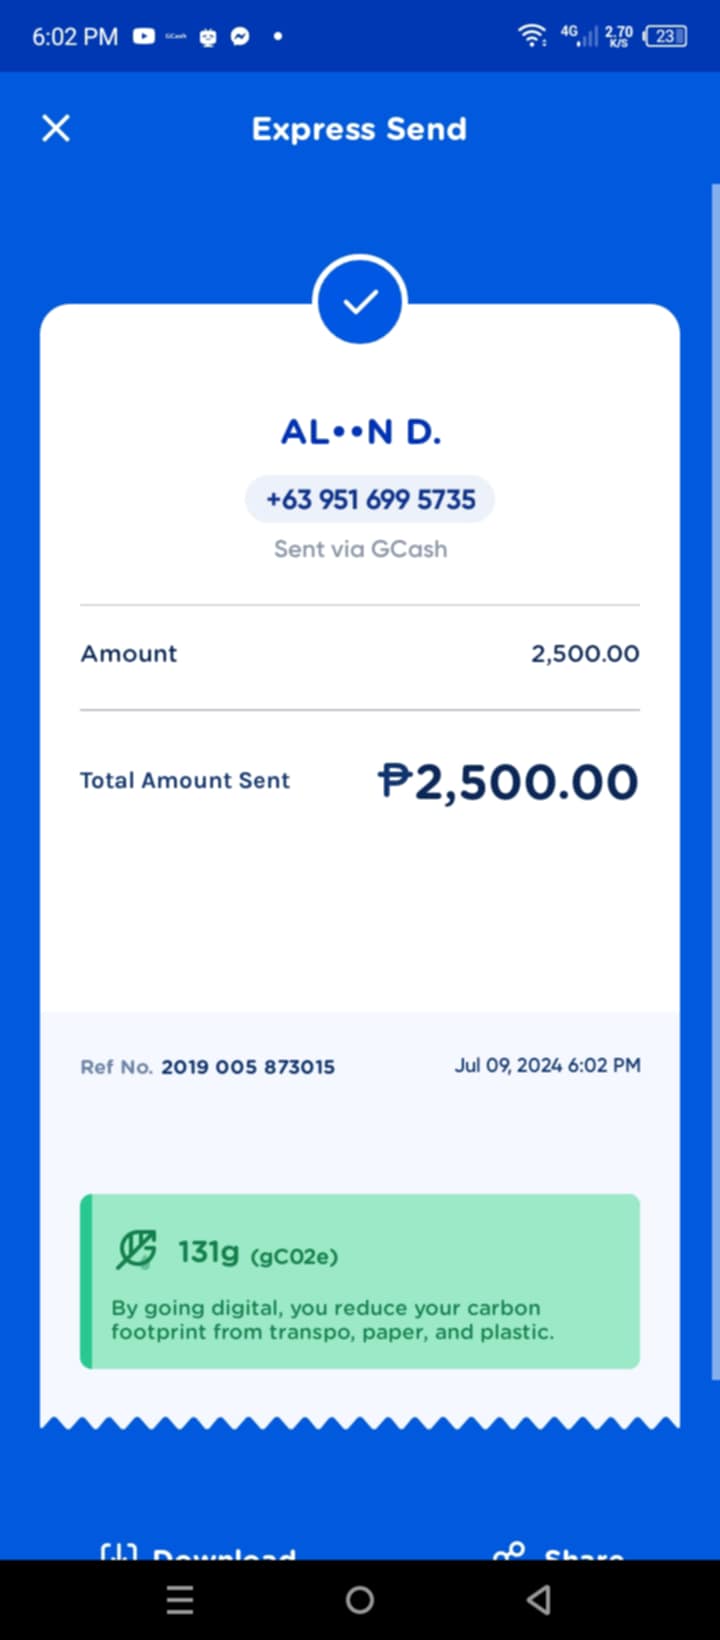 6:02 PM GCash 4G 2.70 K/S 23
Express Send
AL••N D.
+63 951 699 5735
Sent via GCash
Amount 2,500.00
Total Amount Sent ₱2,500.00
Ref No. 2019 005 873015 Jul 09, 2024 6:02 PM
131g (gCO2e)
By going digital, you reduce your carbon
footprint from transpo, paper, and plastic.
Download Share